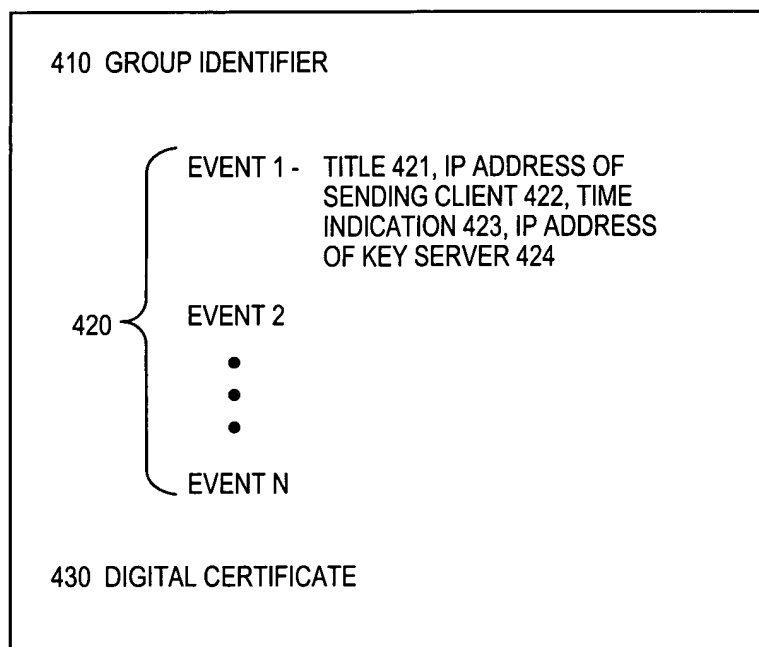 410 GROUP IDENTIFIER
EVENT 1 - TITLE 421, IP ADDRESS OF
SENDING CLIENT 422, TIME
INDICATION 423, IP ADDRESS
OF KEY SERVER 424
420
EVENT 2
EVENT N
430 DIGITAL CERTIFICATE